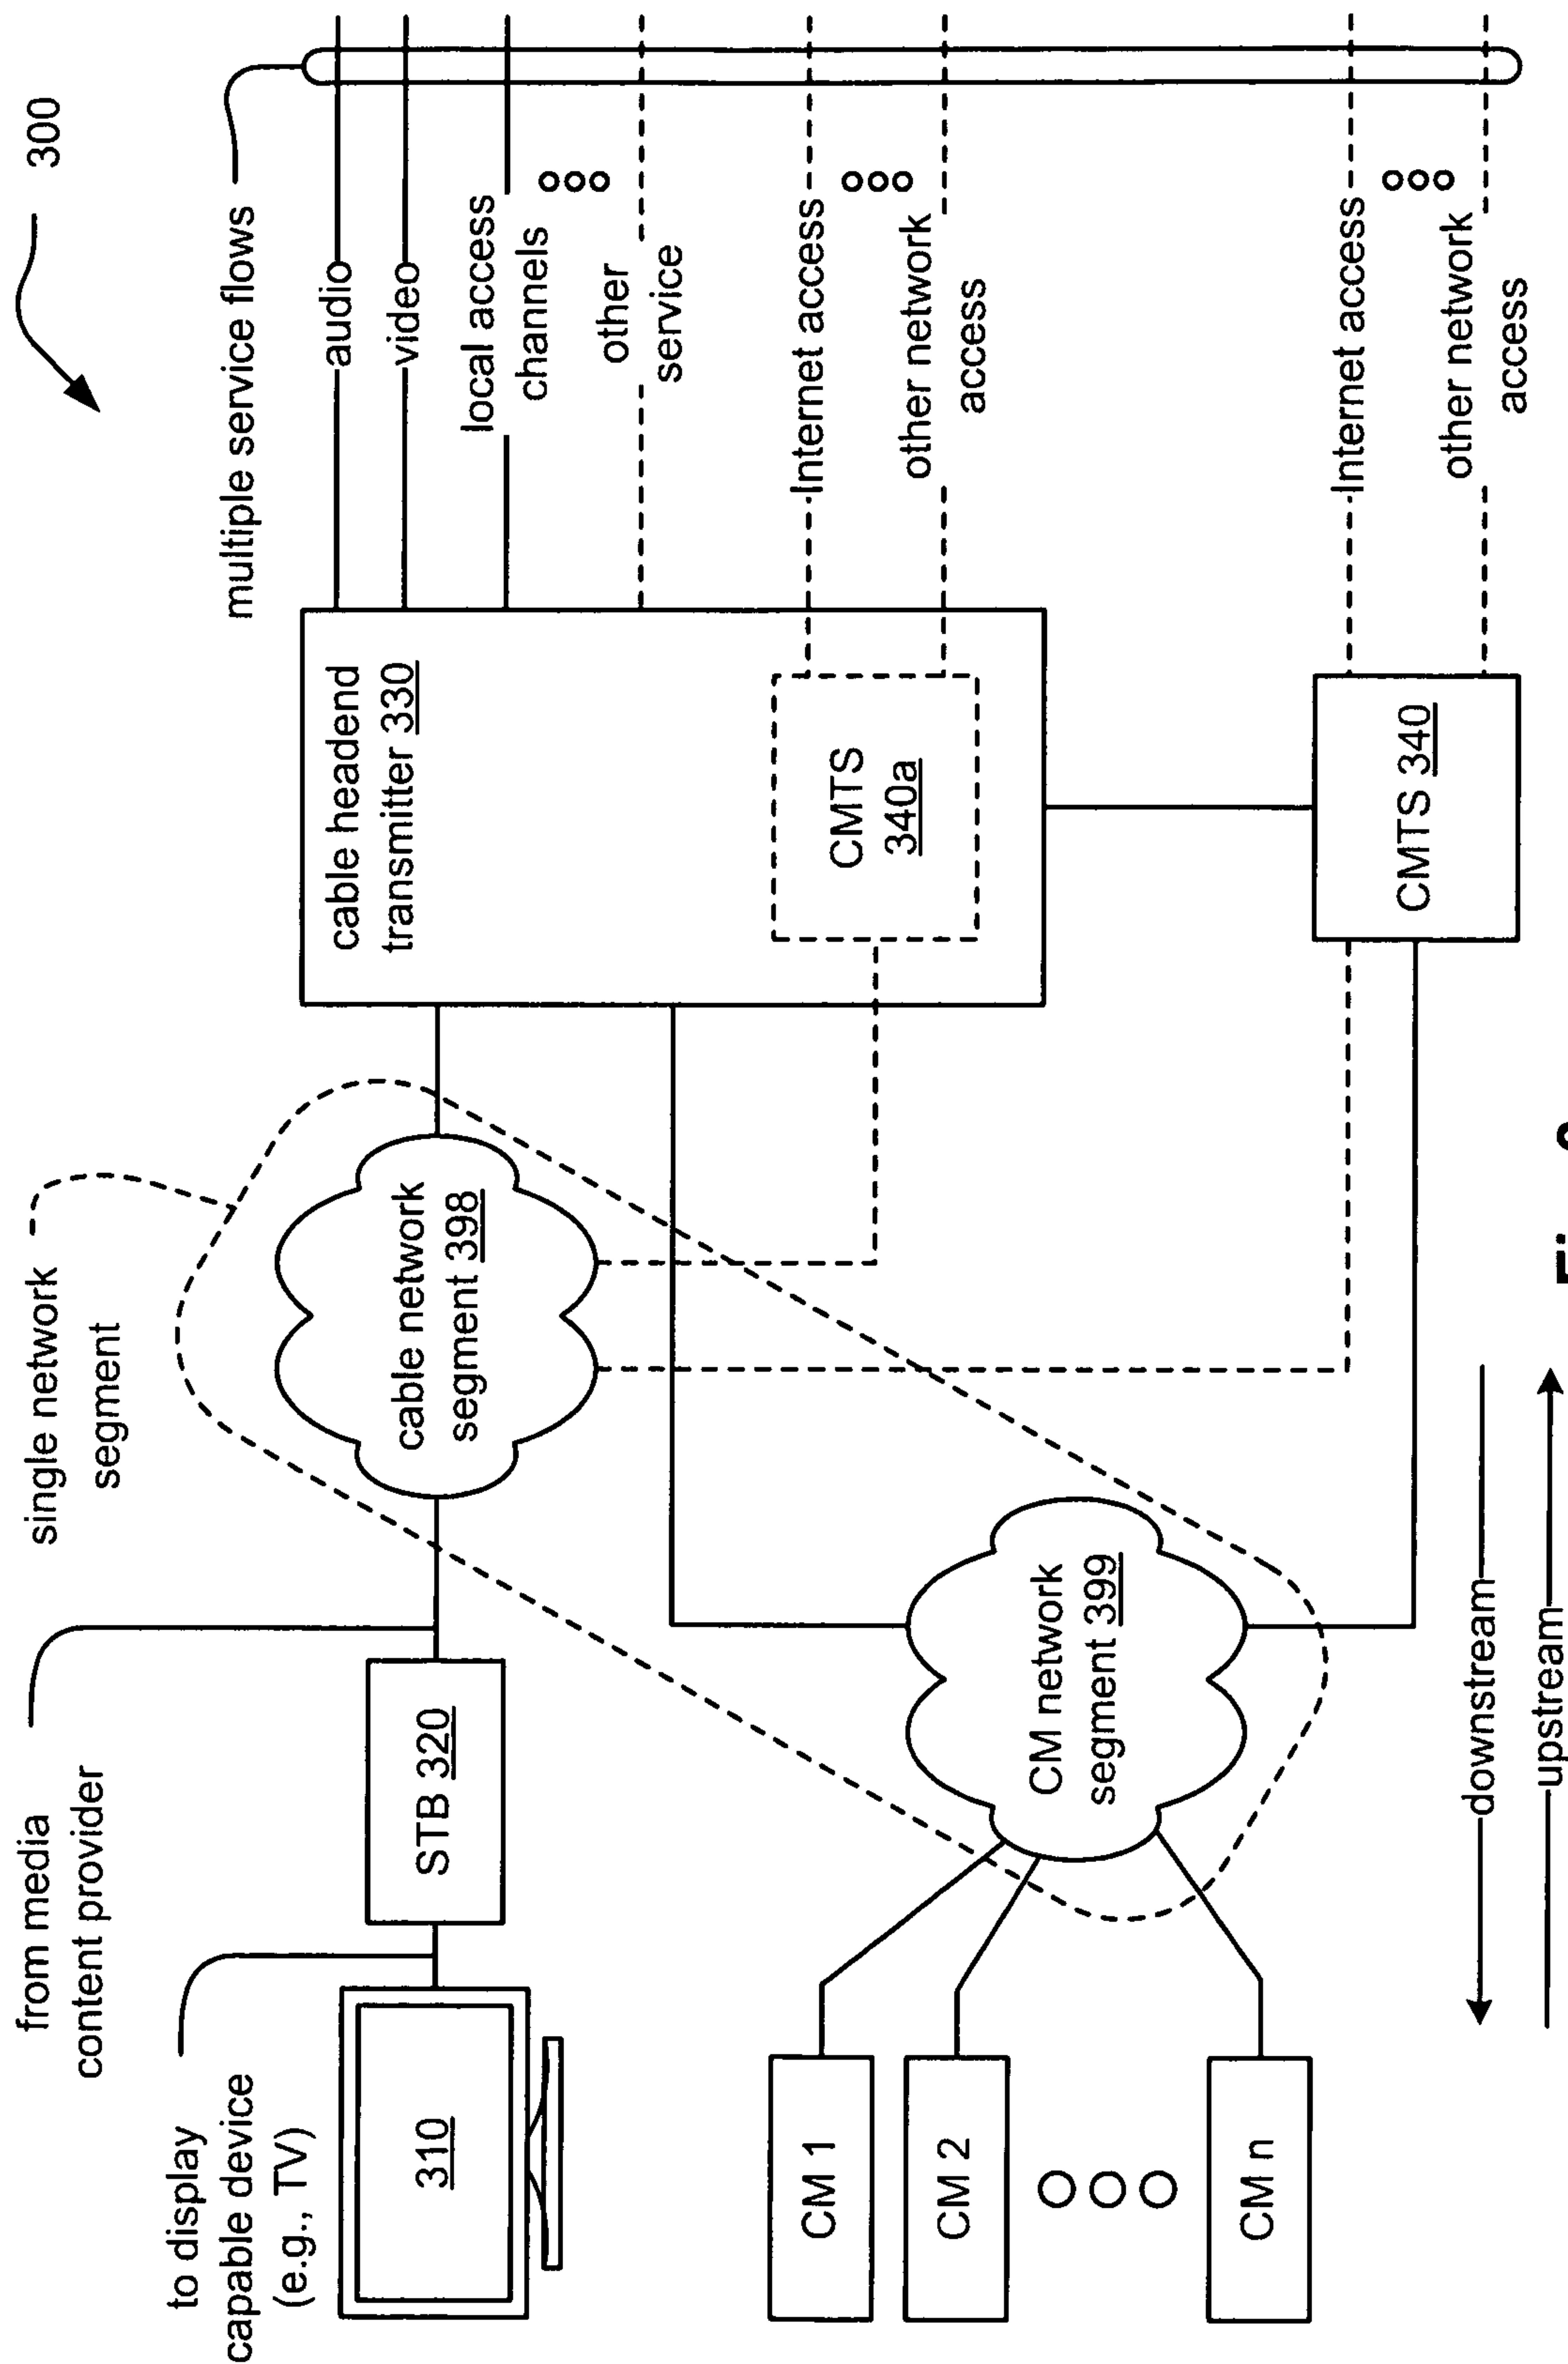 300
multiple service flows
audio
video
local access
channels
other
service
Internet access
other network
access
Internet access
other network
access
cable headend
transmitter 330
CMTS
340a
CMTS 340
single network
segment
cable network
segment 398
CM network
segment 399
from media
content provider
STB 320
to display
capable device
(e.g., TV)
310
CM 1
CM 2
CM n
downstream
upstream